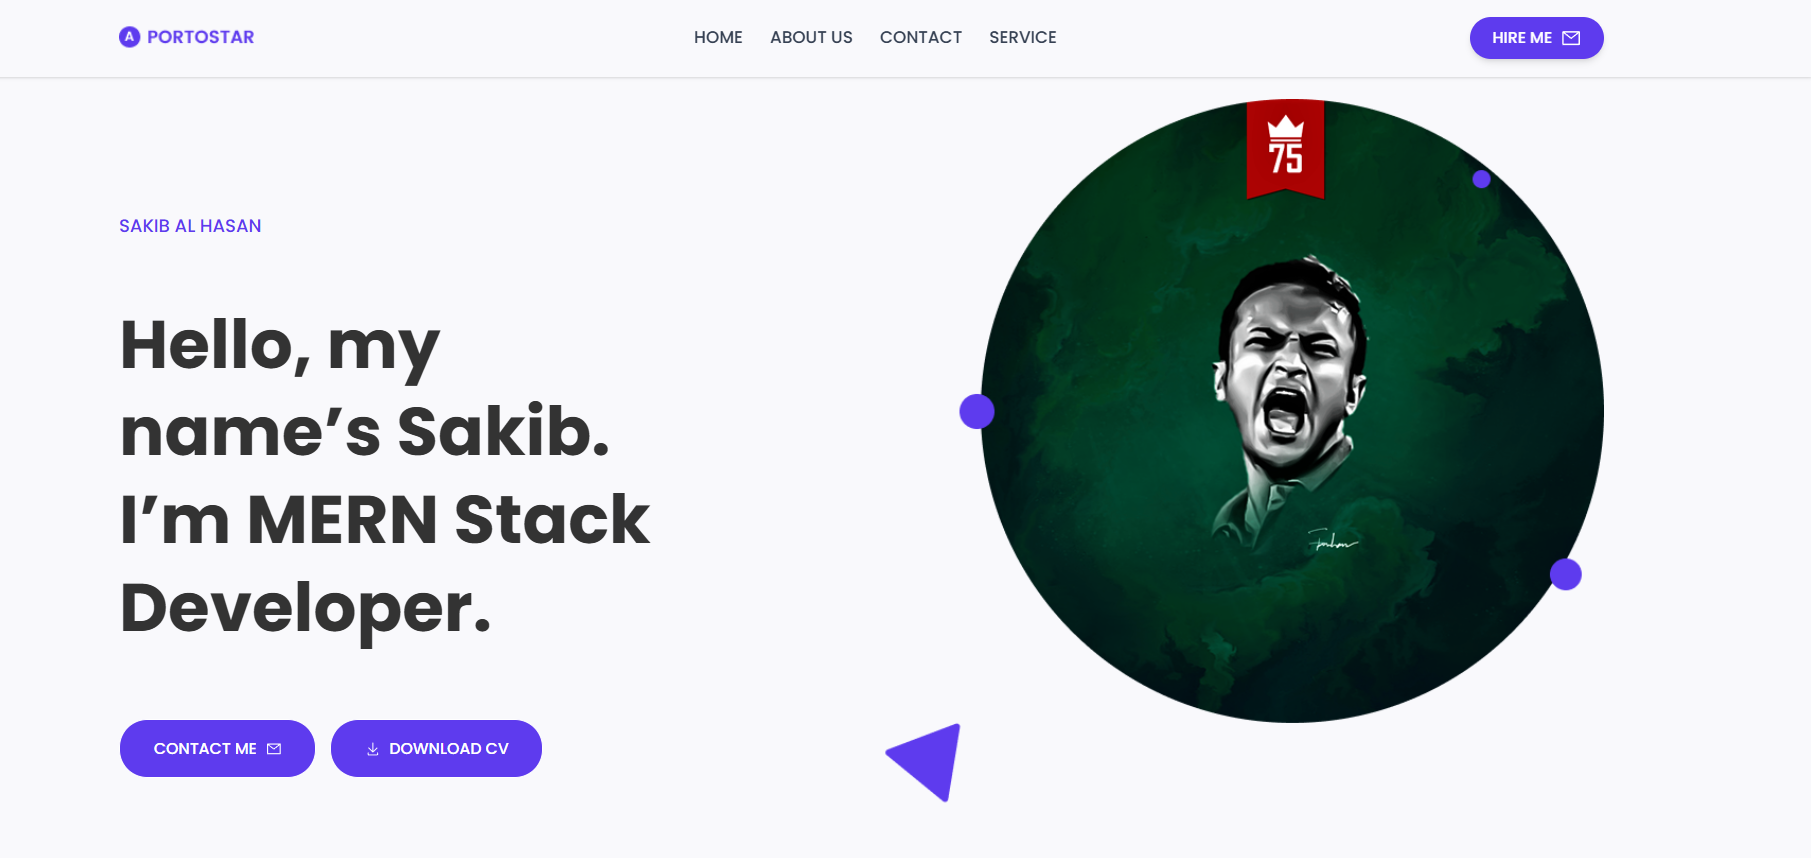 A PORTOSTAR
HOME ABOUT US CONTACT SERVICE
HIRE ME
75
SAKIB AL HASAN
Hello, my
name’s Sakib.
I’m MERN Stack
Developer.
CONTACT ME
DOWNLOAD CV